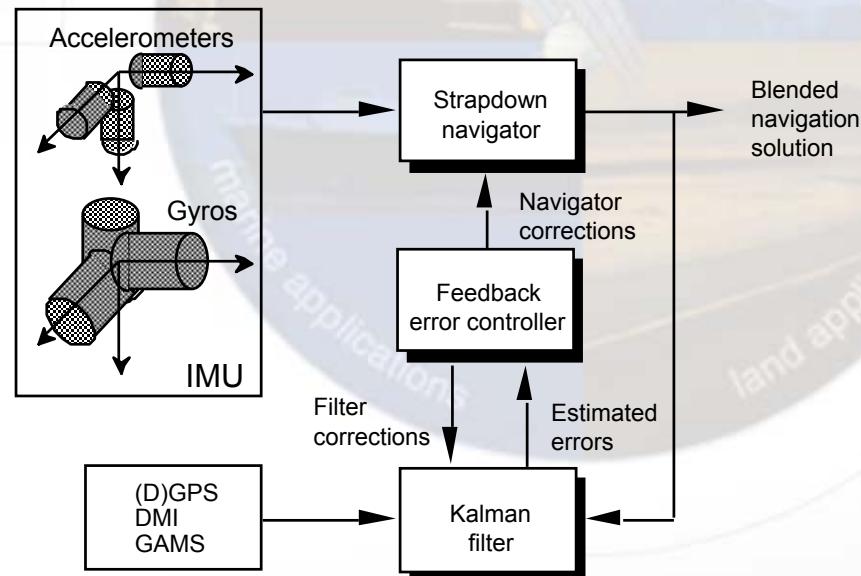 Accelerometers
Gyros
IMU
Strapdown
navigator
Blended
navigation
solution
Navigator
corrections
Feedback
error controller
Filter
corrections
Estimated
errors
(D)GPS
DMI
GAMS
Kalman
filter
marine applications
land appli